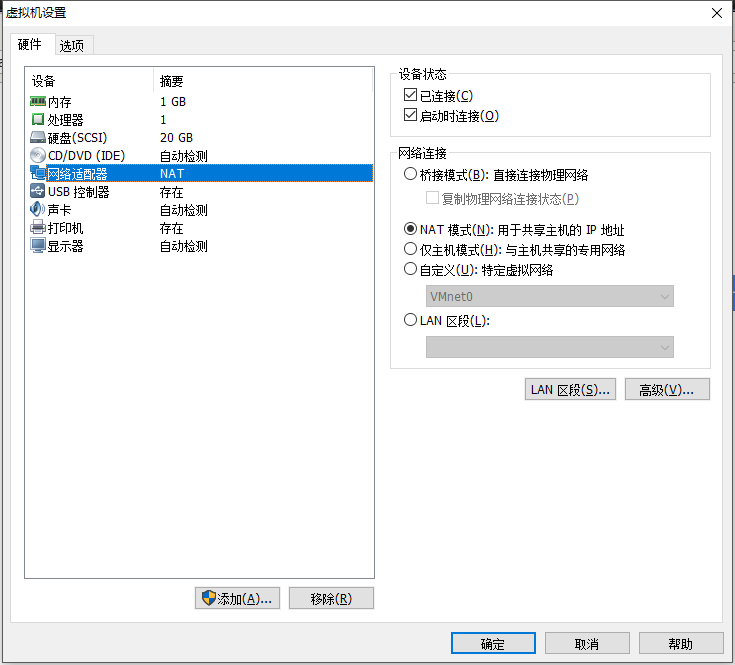 虚拟机设置
硬件 选项
设备 摘要
内存 1 GB
处理器 1
硬盘(SCSI) 20 GB
CD/DVD (IDE) 自动检测
网络适配器 NAT
USB 控制器 存在
声卡 自动检测
打印机 存在
显示器 自动检测
添加(A)... 移除(R)
设备状态
已连接(C)
启动时连接(O)
网络连接
桥接模式(B): 直接连接物理网络
复制物理网络连接状态(P)
NAT 模式(N): 用于共享主机的 IP 地址
仅主机模式(H): 与主机共享的专用网络
自定义(U): 特定虚拟网络
VMnet0
LAN 区段(L):
LAN 区段(S)... 高级(V)...
确定 取消 帮助